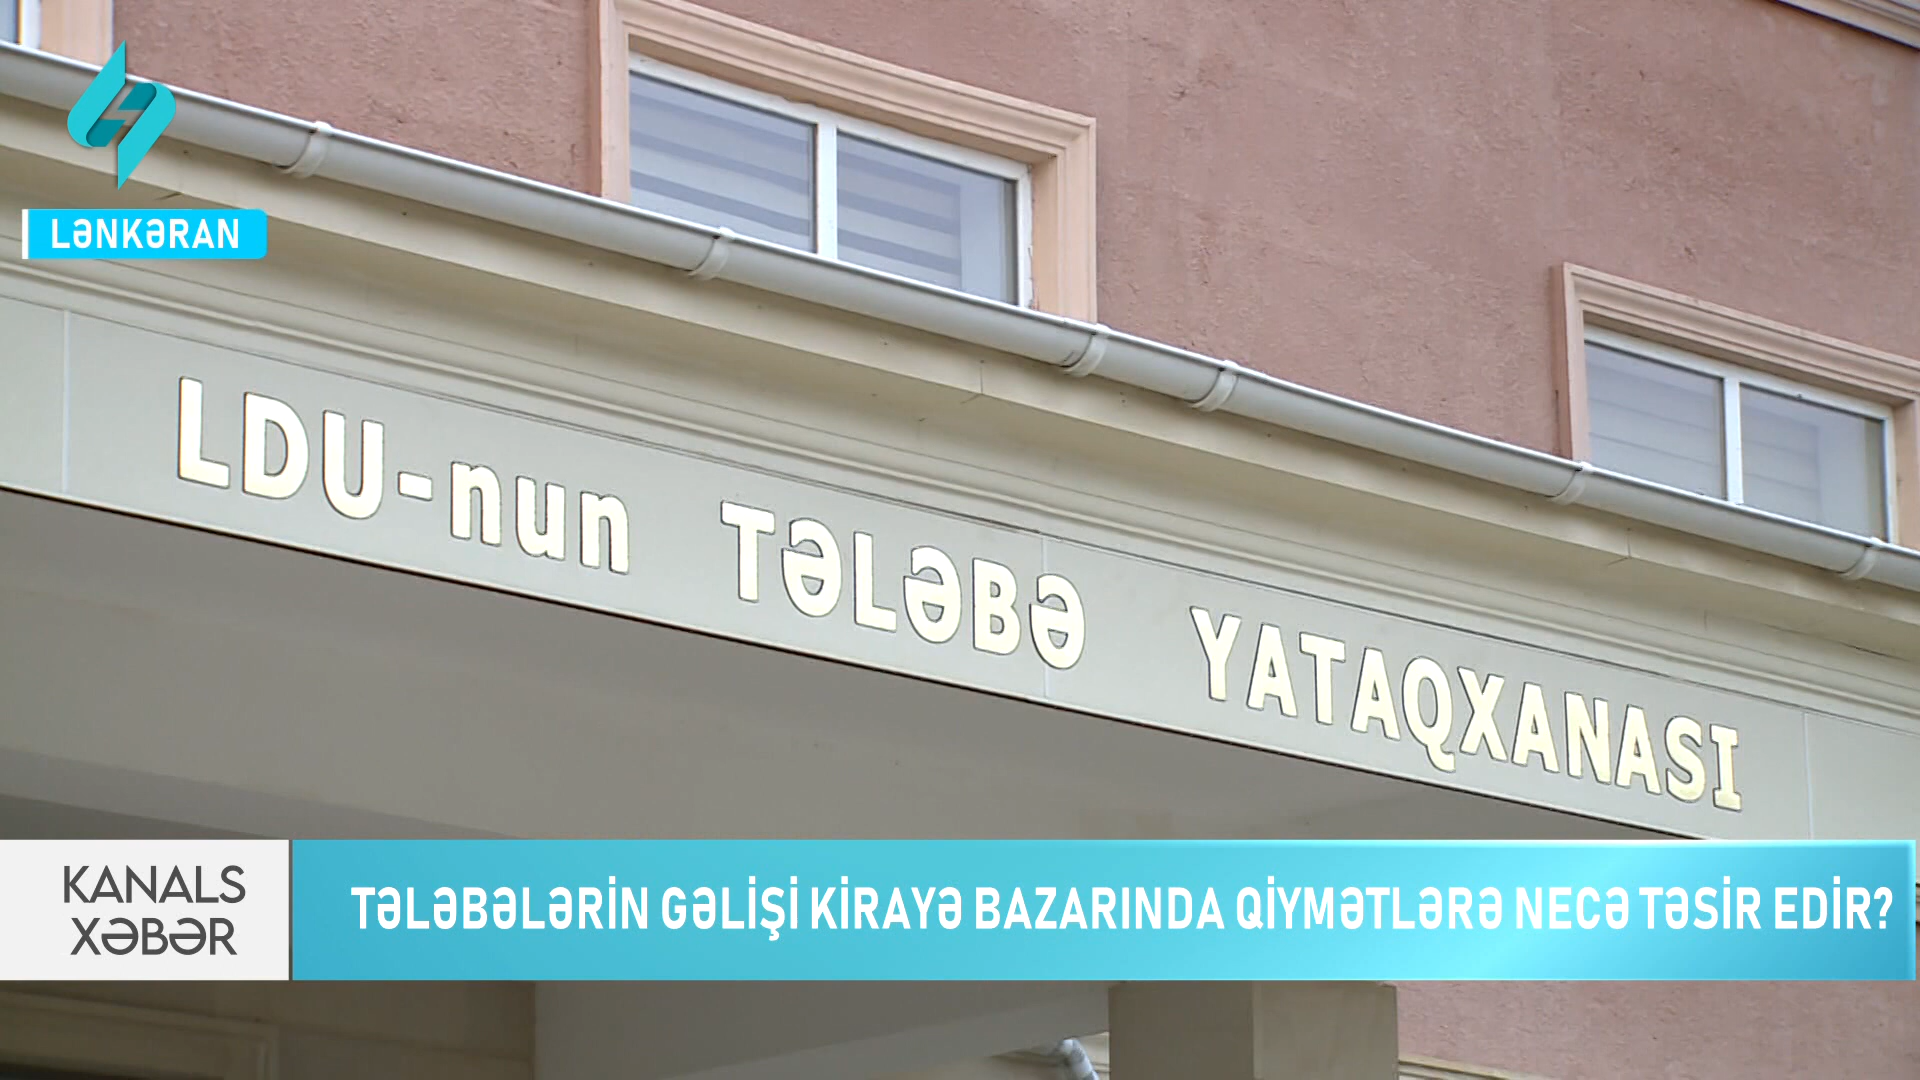 LƏNKƏRAN
LDU-nun TƏLƏBƏ YATAQXANASI
KANALS
XƏBƏR
TƏLƏBƏLƏRİN GƏLİŞİ KİRAYƏ BAZARINDA QİYMƏTLƏRƏ NECƏ TƏSİR EDİR?